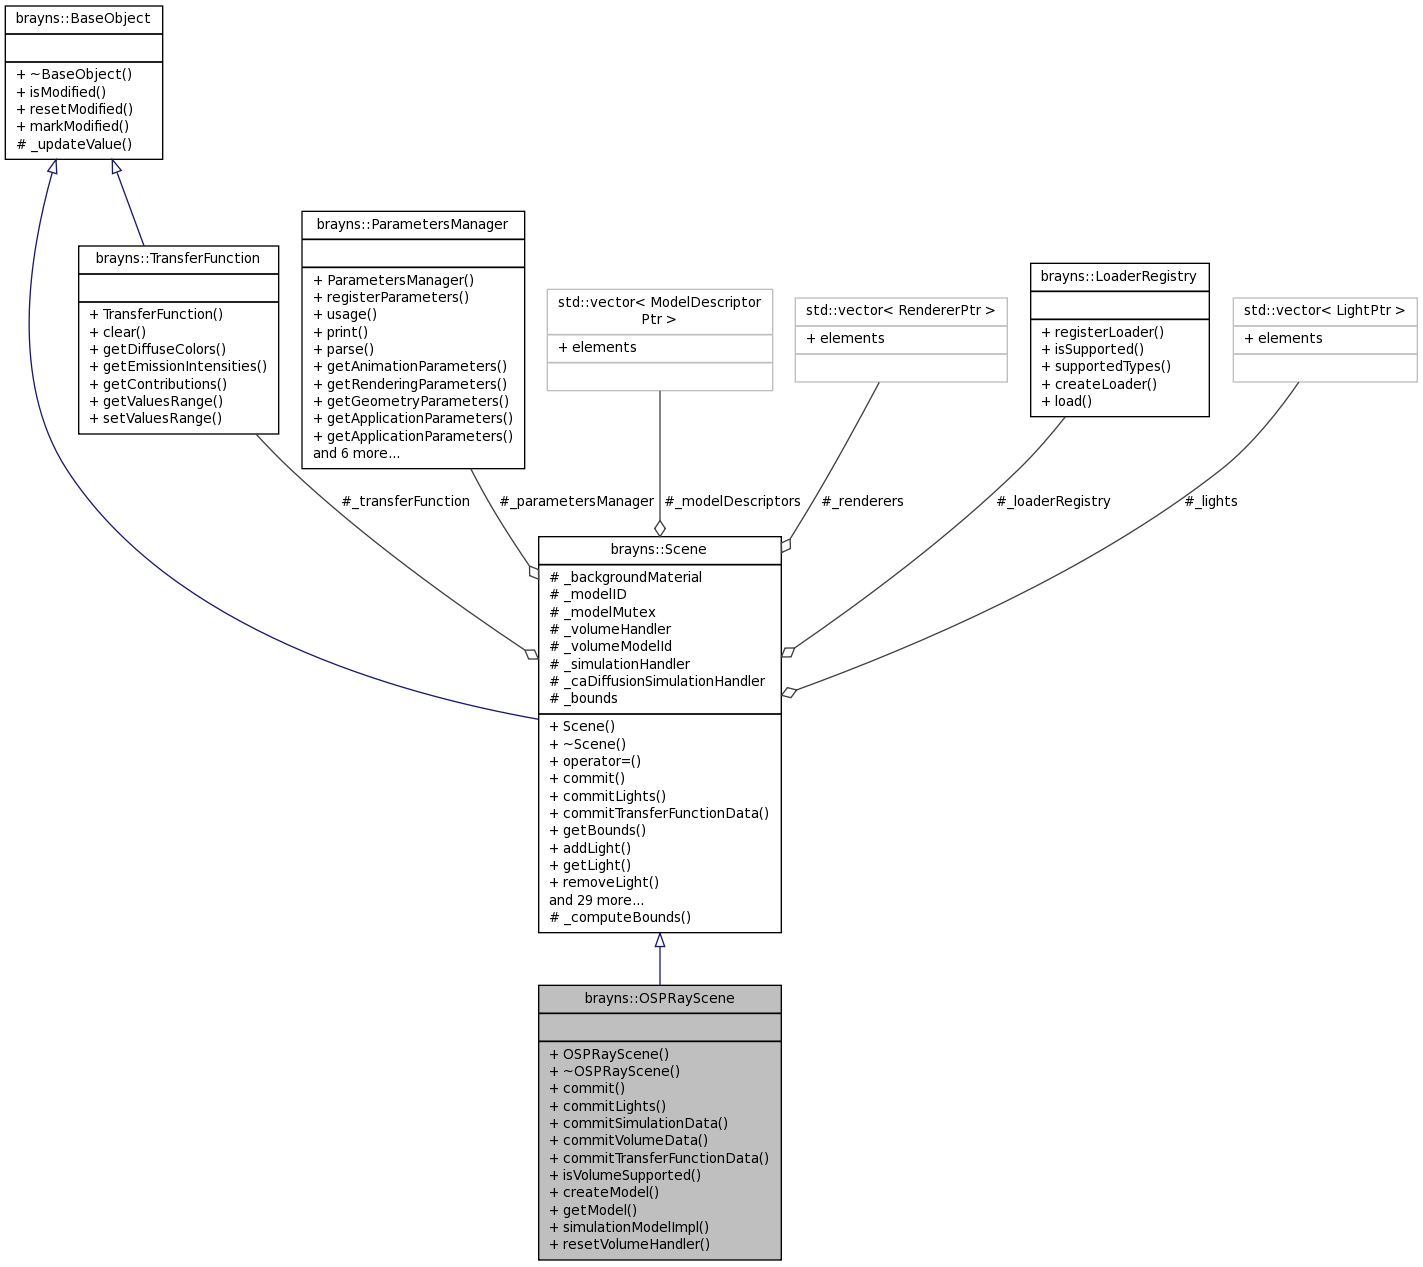 brayns::BaseObject
+ ~BaseObject()
+ isModified()
+ resetModified()
+ markModified()
# _updateValue()
brayns::TransferFunction
+ TransferFunction()
+ clear()
+ getDiffuseColors()
+ getEmissionIntensities()
+ getContributions()
+ getValuesRange()
+ setValuesRange()
brayns::ParametersManager
+ ParametersManager()
+ registerParameters()
+ usage()
+ print()
+ parse()
+ getAnimationParameters()
+ getRenderingParameters()
+ getGeometryParameters()
+ getApplicationParameters()
+ getApplicationParameters()
and 6 more...
std::vector< ModelDescriptor
Ptr >
+ elements
std::vector< RendererPtr >
+ elements
brayns::LoaderRegistry
+ registerLoader()
+ isSupported()
+ supportedTypes()
+ createLoader()
+ load()
std::vector< LightPtr >
+ elements
#_transferFunction
#_parametersManager
#_modelDescriptors
#_renderers
#_loaderRegistry
#_lights
brayns::Scene
# _backgroundMaterial
# _modelID
# _modelMutex
# _volumeHandler
# _volumeModelId
# _simulationHandler
# _caDiffusionSimulationHandler
# _bounds
+ Scene()
+ ~Scene()
+ operator=()
+ commit()
+ commitLights()
+ commitTransferFunctionData()
+ getBounds()
+ addLight()
+ getLight()
+ removeLight()
and 29 more...
# _computeBounds()
brayns::OSPRayScene
+ OSPRayScene()
+ ~OSPRayScene()
+ commit()
+ commitLights()
+ commitSimulationData()
+ commitVolumeData()
+ commitTransferFunctionData()
+ isVolumeSupported()
+ createModel()
+ getModel()
+ simulationModelImpl()
+ resetVolumeHandler()